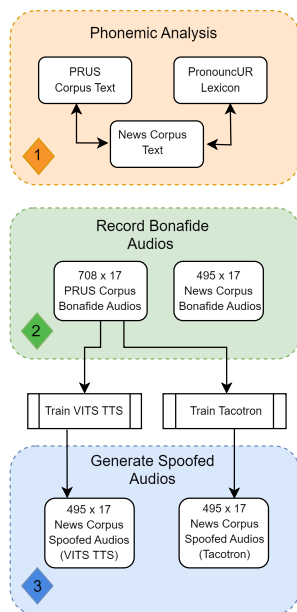 Phonemic Analysis
PRUS
Corpus Text
PronouncUR
Lexicon
News Corpus
Text
1
Record Bonafide
Audios
708 x 17
PRUS Corpus
Bonafide Audios
495 x 17
News Corpus
Bonafide Audios
2
Train VITS TTS
Train Tacotron
Generate Spoofed
Audios
495 x 17
News Corpus
Spoofed Audios
(VITS TTS)
495 x 17
News Corpus
Spoofed Audios
(Tacotron)
3